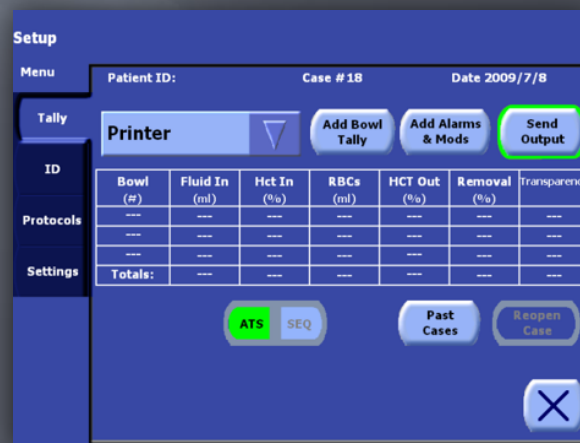 Setup
Menu
Patient ID: Case #18 Date 2009/7/8
Tally
Printer
Add Bowl
Tally
Add Alarms
& Mods
Send
Output
ID
Bowl Fluid In Hct In RBCs HCT Out Removal Transparenc
(#) (ml) (%) (ml) (%) (%)
--- --- --- --- --- --- ---
Protocols
--- --- --- --- --- --- ---
--- --- --- --- --- --- ---
Settings
Totals: --- --- --- --- --- ---
ATS SEQ
Past
Cases
Reopen
Case